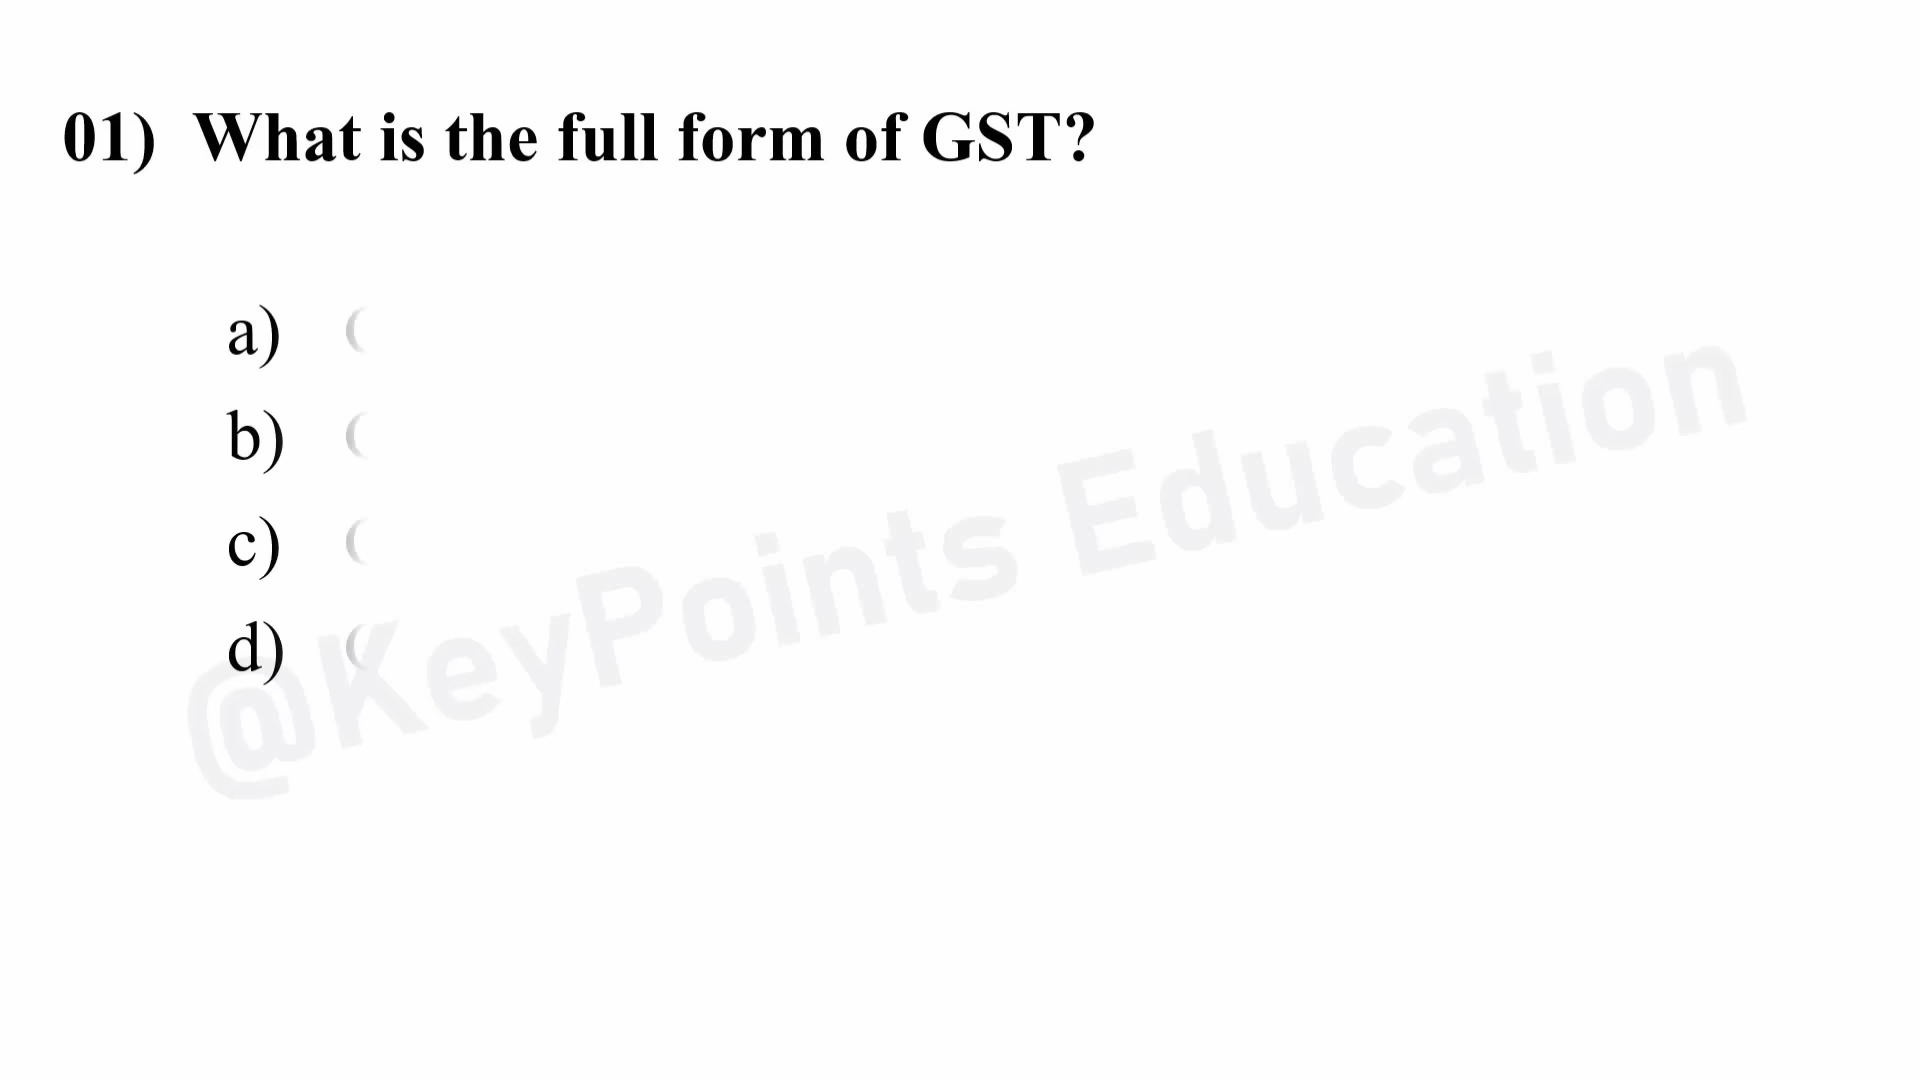 01) What is the full form of GST?
a)
b)
c)
d)
@KeyPoints Education